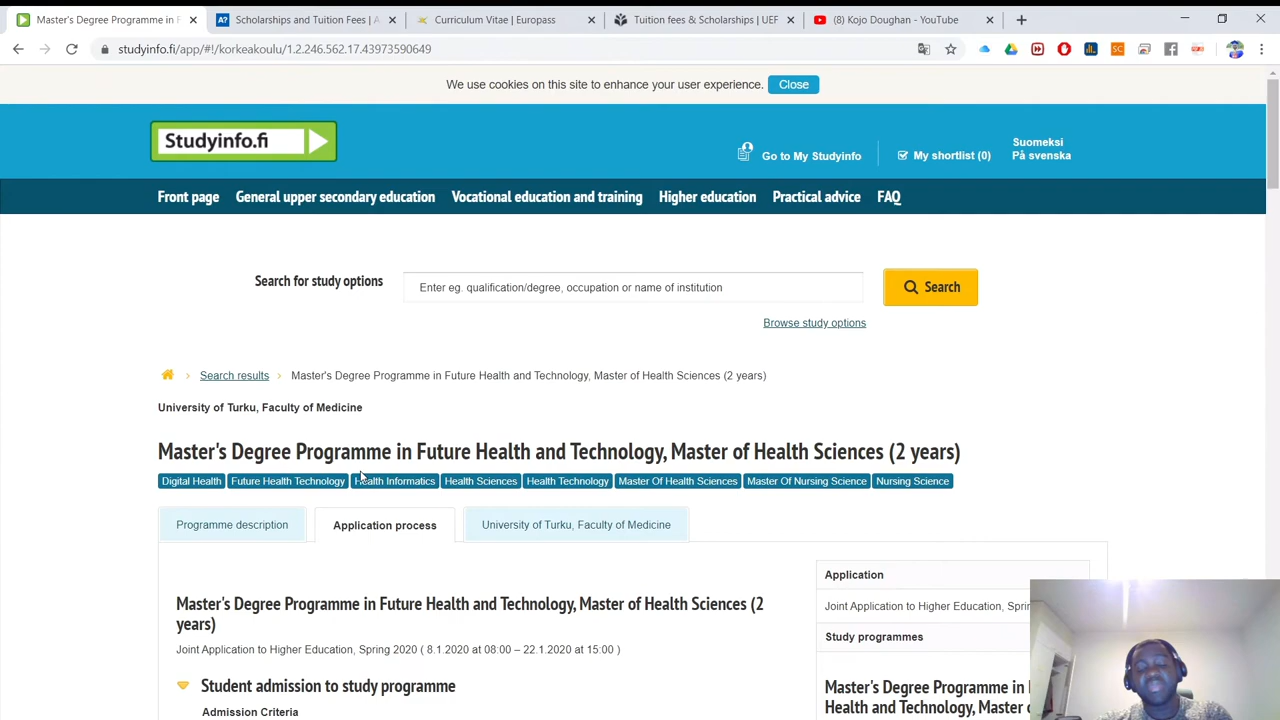 Master's Degree Programme in F
Scholarships and Tuition Fees | A
Curriculum Vitae | Europass
Tuition fees & Scholarships | UEF
(8) Kojo Doughan - YouTube
studyinfo.fi/app/#!/korkeakoulu/1.2.246.562.17.43973590649
We use cookies on this site to enhance your user experience. Close
Studyinfo.fi
Go to My Studyinfo
My shortlist (0)
Suomeksi
På svenska
Front page General upper secondary education Vocational education and training Higher education Practical advice FAQ
Search for study options
Enter eg. qualification/degree, occupation or name of institution
Search
Browse study options
Search results Master's Degree Programme in Future Health and Technology, Master of Health Sciences (2 years)
University of Turku, Faculty of Medicine
Master's Degree Programme in Future Health and Technology, Master of Health Sciences (2 years)
Digital Health Future Health Technology Health Informatics Health Sciences Health Technology Master Of Health Sciences Master Of Nursing Science Nursing Science
Programme description Application process University of Turku, Faculty of Medicine
Master's Degree Programme in Future Health and Technology, Master of Health Sciences (2
years)
Joint Application to Higher Education, Spring 2020 ( 8.1.2020 at 08:00 – 22.1.2020 at 15:00 )
Student admission to study programme
Admission Criteria
Application
Joint Application to Higher Education, Spri
Study programmes
Master's Degree Programme in
Health and Technology, Master o